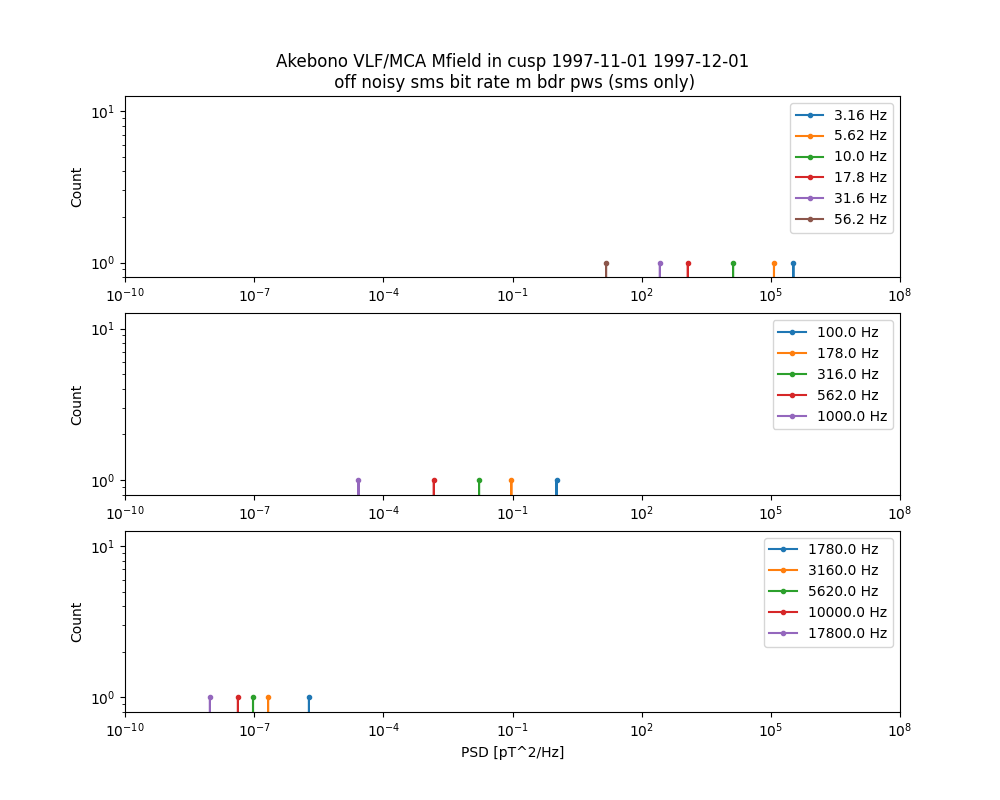 Akebono VLF/MCA Mfield in cusp 1997-11-01 1997-12-01
off noisy sms bit rate m bdr pws (sms only)
10^1
10^0
Count
3.16 Hz
5.62 Hz
10.0 Hz
17.8 Hz
31.6 Hz
56.2 Hz
10^-10 10^-7 10^-4 10^-1 10^2 10^5 10^8
10^1
10^0
Count
100.0 Hz
178.0 Hz
316.0 Hz
562.0 Hz
1000.0 Hz
10^-10 10^-7 10^-4 10^-1 10^2 10^5 10^8
10^1
10^0
Count
1780.0 Hz
3160.0 Hz
5620.0 Hz
10000.0 Hz
17800.0 Hz
10^-10 10^-7 10^-4 10^-1 10^2 10^5 10^8
PSD [pT^2/Hz]